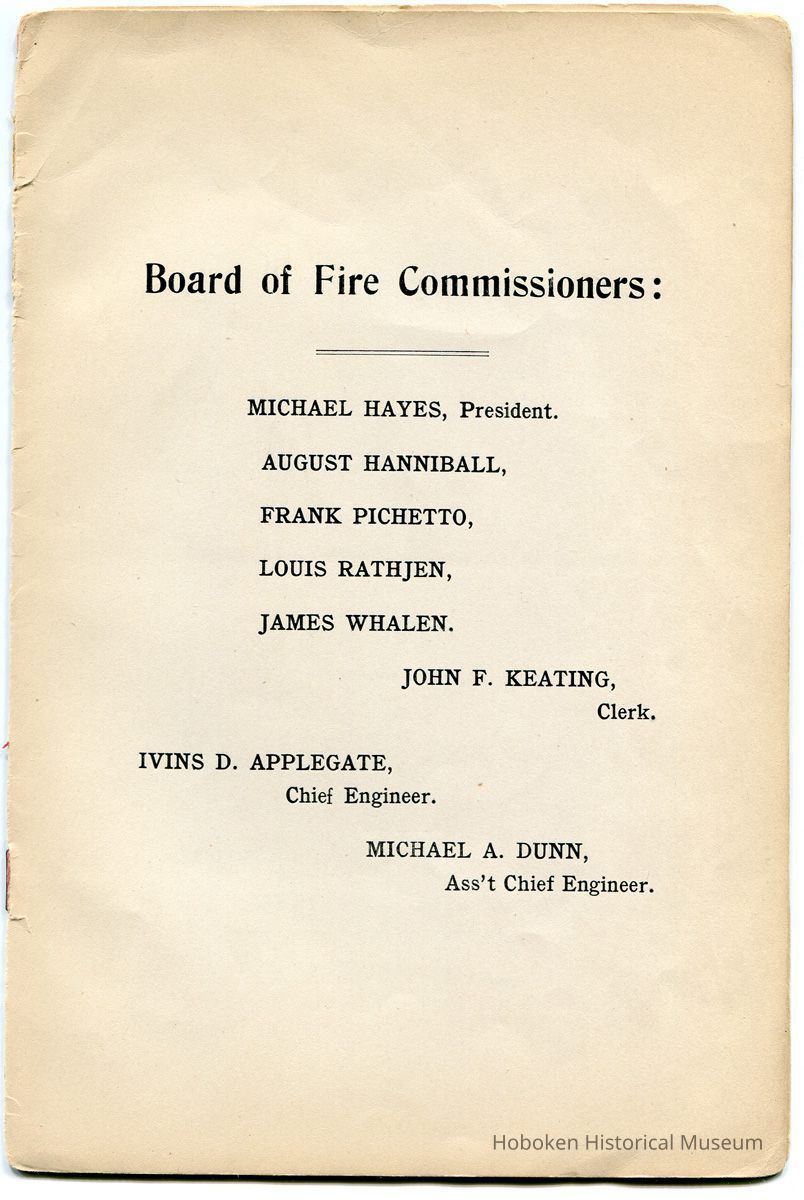 Board of Fire Commissioners:
MICHAEL HAYES, President.
AUGUST HANNIBALL,
FRANK PICHETTO,
LOUIS RATHJEN,
JAMES WHALEN.
JOHN F. KEATING,
Clerk.
IVINS D. APPLEGATE,
Chief Engineer.
MICHAEL A. DUNN,
Ass't Chief Engineer.
Hoboken Historical Museum